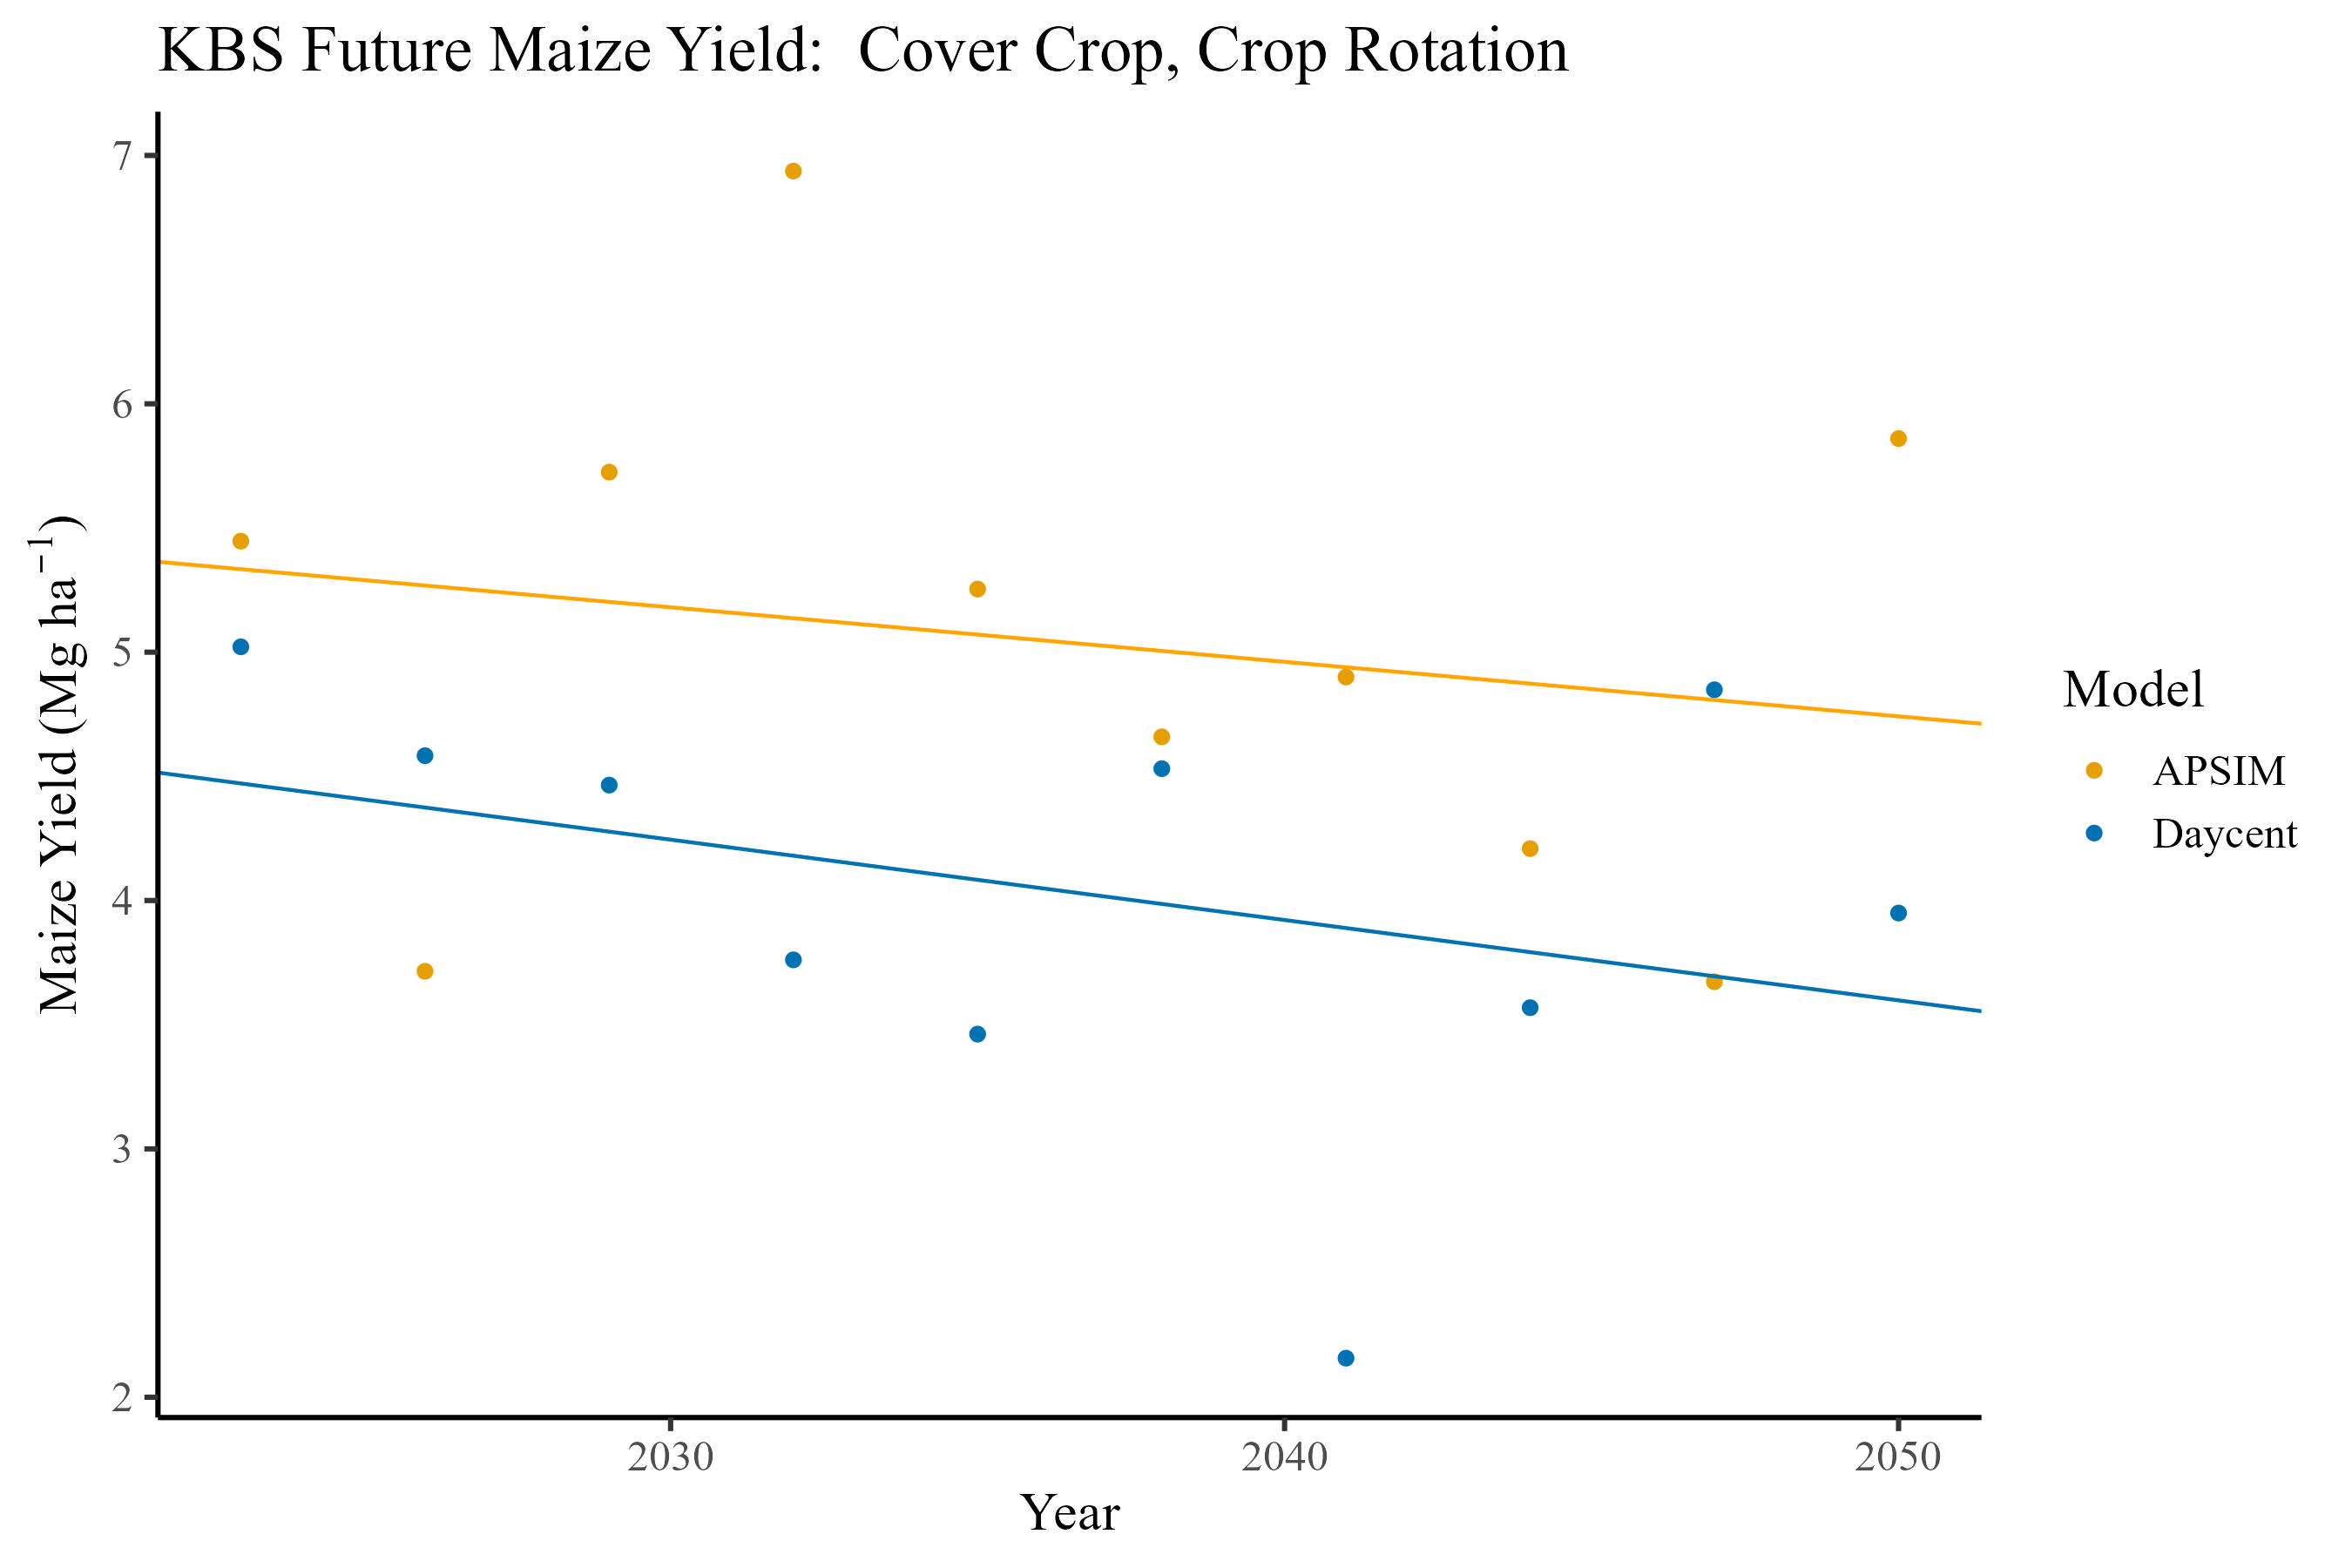 KBS Future Maize Yield:  Cover Crop, Crop Rotation
Maize Yield (Mg ha⁻¹)
7
6
5
4
3
2
2030 2040 2050
Year
Model
APSIM
Daycent